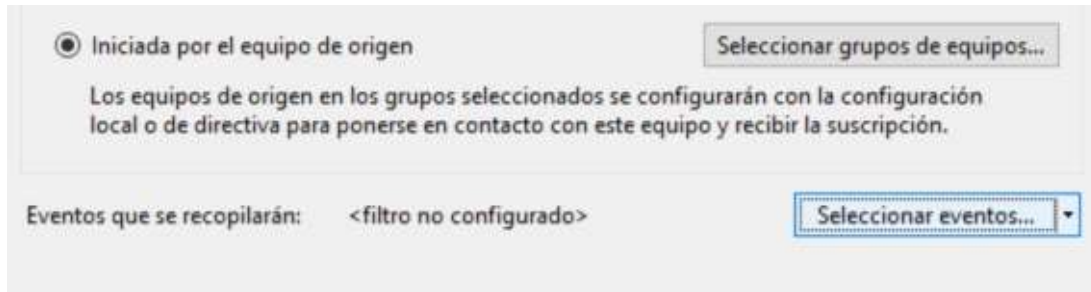 Iniciada por el equipo de origen
Seleccionar grupos de equipos...
Los equipos de origen en los grupos seleccionados se configurarán con la configuración
local o de directiva para ponerse en contacto con este equipo y recibir la suscripción.
Eventos que se recopilarán:
<filtro no configurado>
Seleccionar eventos...